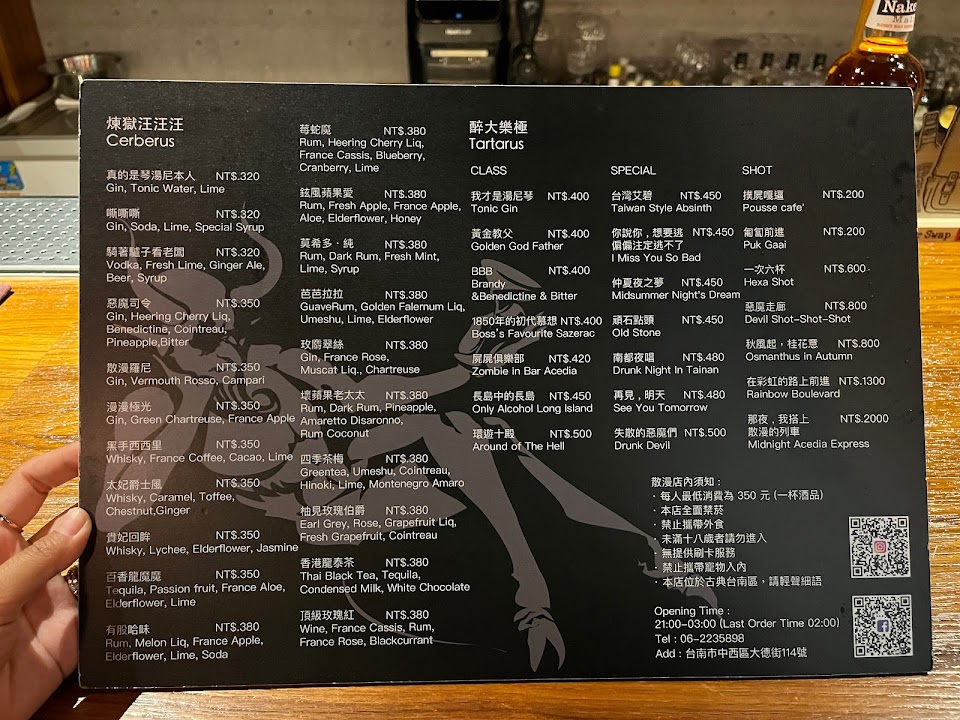 煉獄汪汪汪
Cerberus
真的是琴湯尼本人 NT$.320
Gin, Tonic Water, Lime
嘶嘶嘶 NT$.320
Gin, Soda, Lime, Special Syrup
騎著驢子看老闆 NT$.320
Vodka, Fresh Lime, Ginger Ale,
Beer, Syrup
惡魔司令 NT$.350
Gin, Heering Cherry Liq,
Benedictine, Cointreau,
Pineapple,Bitter
散漫羅尼 NT$.350
Gin, Vermouth Rosso, Campari
漫漫極光 NT$.350
Gin, Green Chartreuse, France Apple
黑手西西里 NT$.350
Whisky, France Coffee, Cacao, Lime
太妃爵士風 NT$.350
Whisky, Caramel, Toffee,
Chestnut,Ginger
貴妃回眸 NT$.350
Whisky, Lychee, Elderflower, Jasmine
百香龍魔魔 NT$.350
Tequila, Passion fruit, France Aloe,
Elderflower, Lime
有股哈味 NT$.350
Rum, Melon Liq, France Apple,
Elderflower, Lime, Soda
莓蛇魔 NT$.380
Rum, Heering Cherry Liq,
France Cassis, Blueberry,
Cranberry, Lime
鉉風蘋果愛 NT$.380
Rum, Fresh Apple, France Apple,
Aloe, Elderflower, Honey
莫希多・純 NT$.380
Rum, Dark Rum, Fresh Mint,
Lime, Syrup
芭芭拉拉 NT$.380
GuaveRum, Golden Falernum Liq,
Umeshu, Lime, Elderflower
玫麝翠絲 NT$.380
Gin, France Rose,
Muscat Liq., Chartreuse
壞蘋果老太太 NT$.380
Rum, Dark Rum, Pineapple,
Amaretto Disaronno,
Rum Coconut
四季茶梅 NT$.380
Greentea, Umeshu, Cointreau,
Hinoki, Lime, Montenegro Amaro
柚見玫瑰伯爵 NT$.380
Earl Grey, Rose, Grapefruit Liq,
Fresh Grapefruit, Cointreau
香港龍泰茶 NT$.380
Thai Black Tea, Tequila,
Condensed Milk, White Chocolate
頂級玫瑰紅 NT$.380
Wine, France Cassis, Rum,
France Rose, Blackcurrant
醉大樂極
Tartarus
CLASS
我才是湯尼琴 NT$.400
Tonic Gin
黃金教父 NT$.400
Golden God Father
BBB NT$.400
Brandy
&Benedictine & Bitter
1850年的初代慕想 NT$.400
Boss's Favourite Sazerac
屍屍俱樂部 NT$.420
Zombie in Bar Acedia
長島中的長島 NT$.450
Only Alcohol Long Island
環遊十殿 NT$.500
Around of The Hell
SPECIAL
台灣艾碧 NT$.450
Taiwan Style Absinth
你說你，想要逃 NT$.450
偏偏注定逃不了
I Miss You So Bad
仲夏夜之夢 NT$.450
Midsummer Night's Dream
頑石點頭 NT$.450
Old Stone
南都夜唱 NT$.480
Drunk Night In Tainan
再見，明天 NT$.480
See You Tomorrow
失散的惡魔們 NT$.500
Drunk Devil
SHOT
撲屍嘎逼 NT$.200
Pousse cafe'
匍匐前進 NT$.200
Puk Gaai
一次六杯 NT$.600
Hexa Shot
惡魔走廊 NT$.800
Devil Shot-Shot-Shot
秋風起，桂花意 NT$.800
Osmanthus in Autumn
在彩虹的路上前進 NT$.1300
Rainbow Boulevard
那夜，我搭上 NT$.2000
散漫的列車
Midnight Acedia Express
散漫店內須知：
・每人最低消費為 350 元 (一杯酒品)
・本店全面禁菸
・禁止攜帶外食
・未滿十八歲者請勿進入
・無提供刷卡服務
・禁止攜帶寵物入內
・本店位於古典台南區，請輕聲細語
Opening Time :
21:00-03:00 (Last Order Time 02:00)
Tel : 06-2235898
Add : 台南市中西區大德街114號
Naked
Malt
Swap